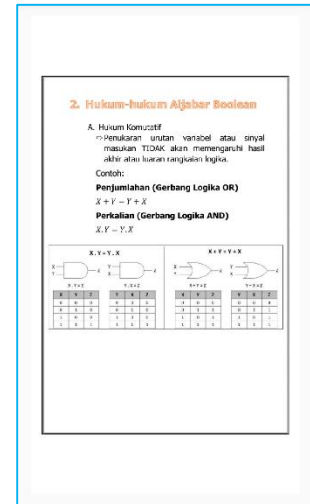 2. Hukum-hukum Aljabar Boolean
A. Hukum Komutatif
⇨Penukaran urutan variabel atau sinyal
masukan TIDAK akan memengaruhi hasil
akhir atau luaran rangkaian logika.
Contoh:
Penjumlahan (Gerbang Logika OR)
X + Y = Y + X
Perkalian (Gerbang Logika AND)
X.Y = Y.X
X.Y=Y.X
X+Y=Y+X
X Y Z
Y X Z
X Y Z
Y X Z
X.Y=Z
Y.X=Z
X+Y=Z
Y+X=Z
X Y Z
Y X Z
X Y Z
Y X Z